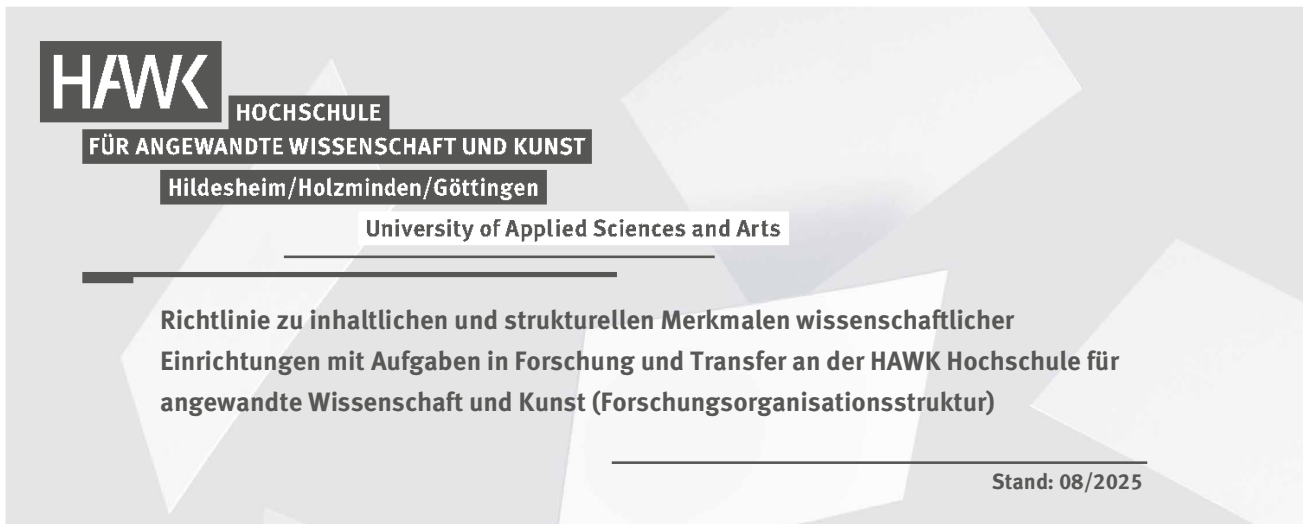 HAWK
HOCHSCHULE
FÜR ANGEWANDTE WISSENSCHAFT UND KUNST
Hildesheim/Holzminden/Göttingen
University of Applied Sciences and Arts
Richtlinie zu inhaltlichen und strukturellen Merkmalen wissenschaftlicher
Einrichtungen mit Aufgaben in Forschung und Transfer an der HAWK Hochschule für
angewandte Wissenschaft und Kunst (Forschungsorganisationsstruktur)
Stand: 08/2025